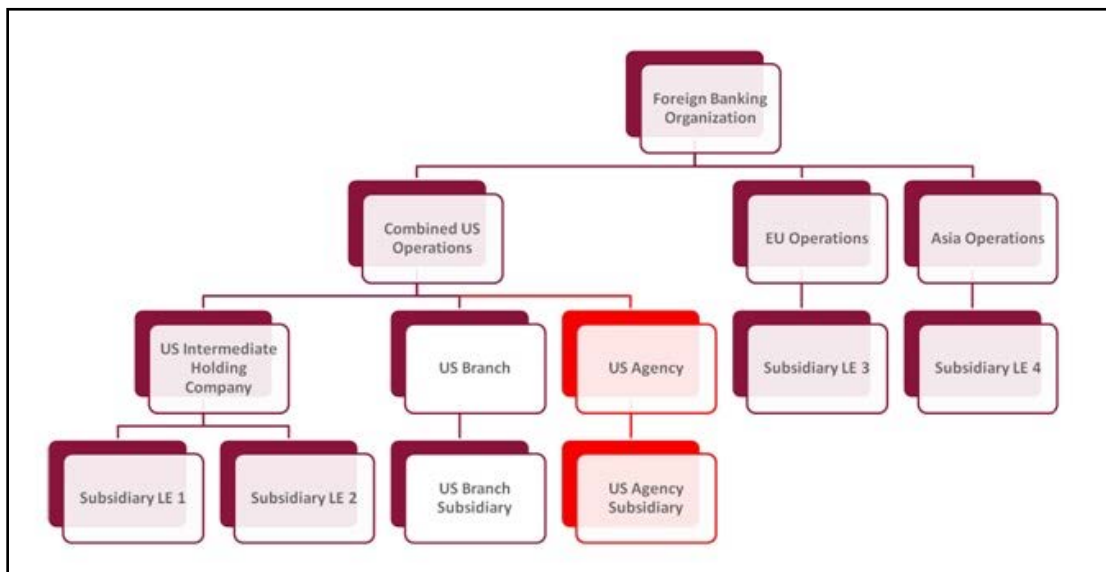 Foreign Banking
Organization
Combined US
Operations
EU Operations
Asia Operations
US Intermediate
Holding
Company
US Branch
US Agency
Subsidiary LE 3
Subsidiary LE 4
Subsidiary LE 1
Subsidiary LE 2
US Branch
Subsidiary
US Agency
Subsidiary